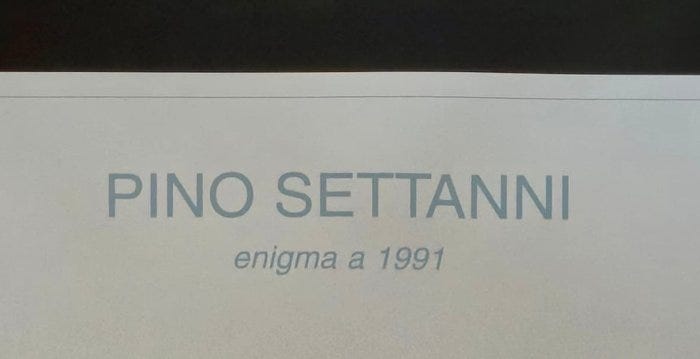 PINO SETTANNI
enigma a 1991